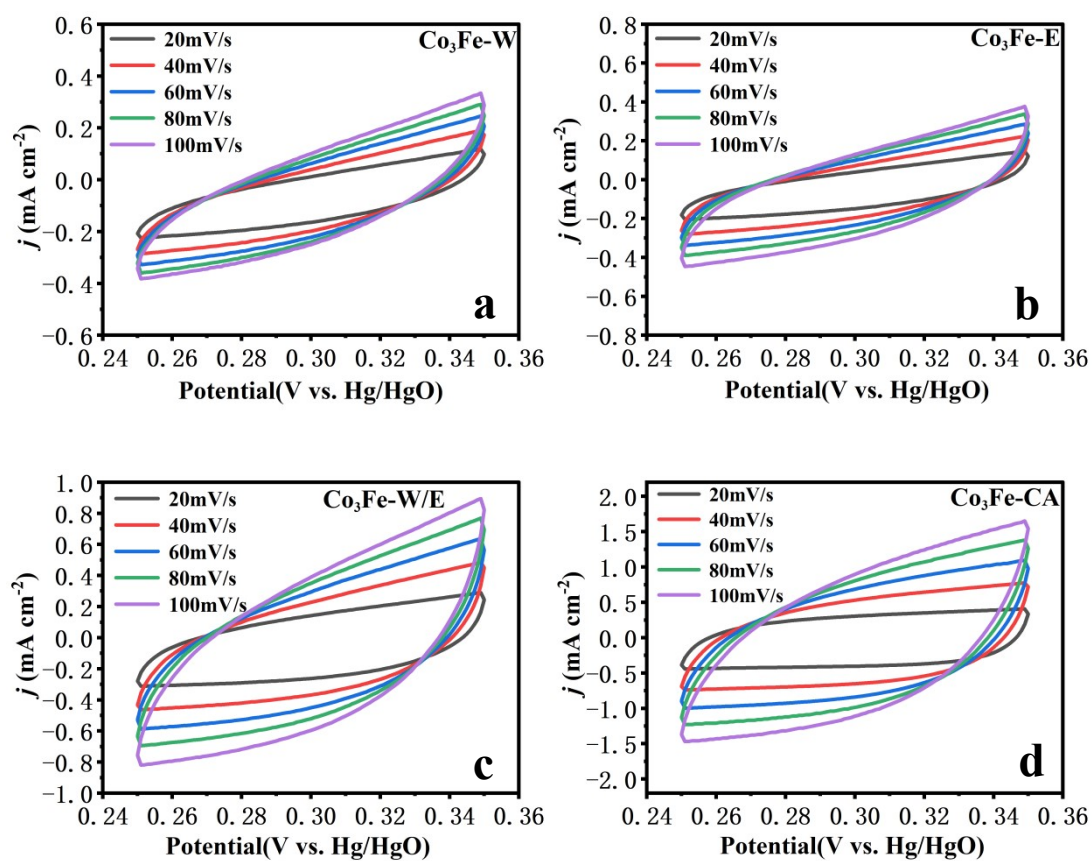 Co₃Fe-W
20mV/s
40mV/s
60mV/s
80mV/s
100mV/s
0.6
0.4
0.2
0.0
−0.2
−0.4
−0.6
j (mA cm⁻²)
0.24 0.26 0.28 0.30 0.32 0.34 0.36
Potential(V vs. Hg/HgO)
a
Co₃Fe-E
20mV/s
40mV/s
60mV/s
80mV/s
100mV/s
0.8
0.6
0.4
0.2
0.0
−0.2
−0.4
−0.6
−0.8
j (mA cm⁻²)
0.24 0.26 0.28 0.30 0.32 0.34 0.36
Potential(V vs. Hg/HgO)
b
Co₃Fe-W/E
20mV/s
40mV/s
60mV/s
80mV/s
100mV/s
1.0
0.8
0.6
0.4
0.2
0.0
−0.2
−0.4
−0.6
−0.8
−1.0
j (mA cm⁻²)
0.24 0.26 0.28 0.30 0.32 0.34 0.36
Potential(V vs. Hg/HgO)
c
Co₃Fe-CA
20mV/s
40mV/s
60mV/s
80mV/s
100mV/s
2.0
1.5
1.0
0.5
0.0
−0.5
−1.0
−1.5
−2.0
j (mA cm⁻²)
0.24 0.26 0.28 0.30 0.32 0.34 0.36
Potential(V vs. Hg/HgO)
d